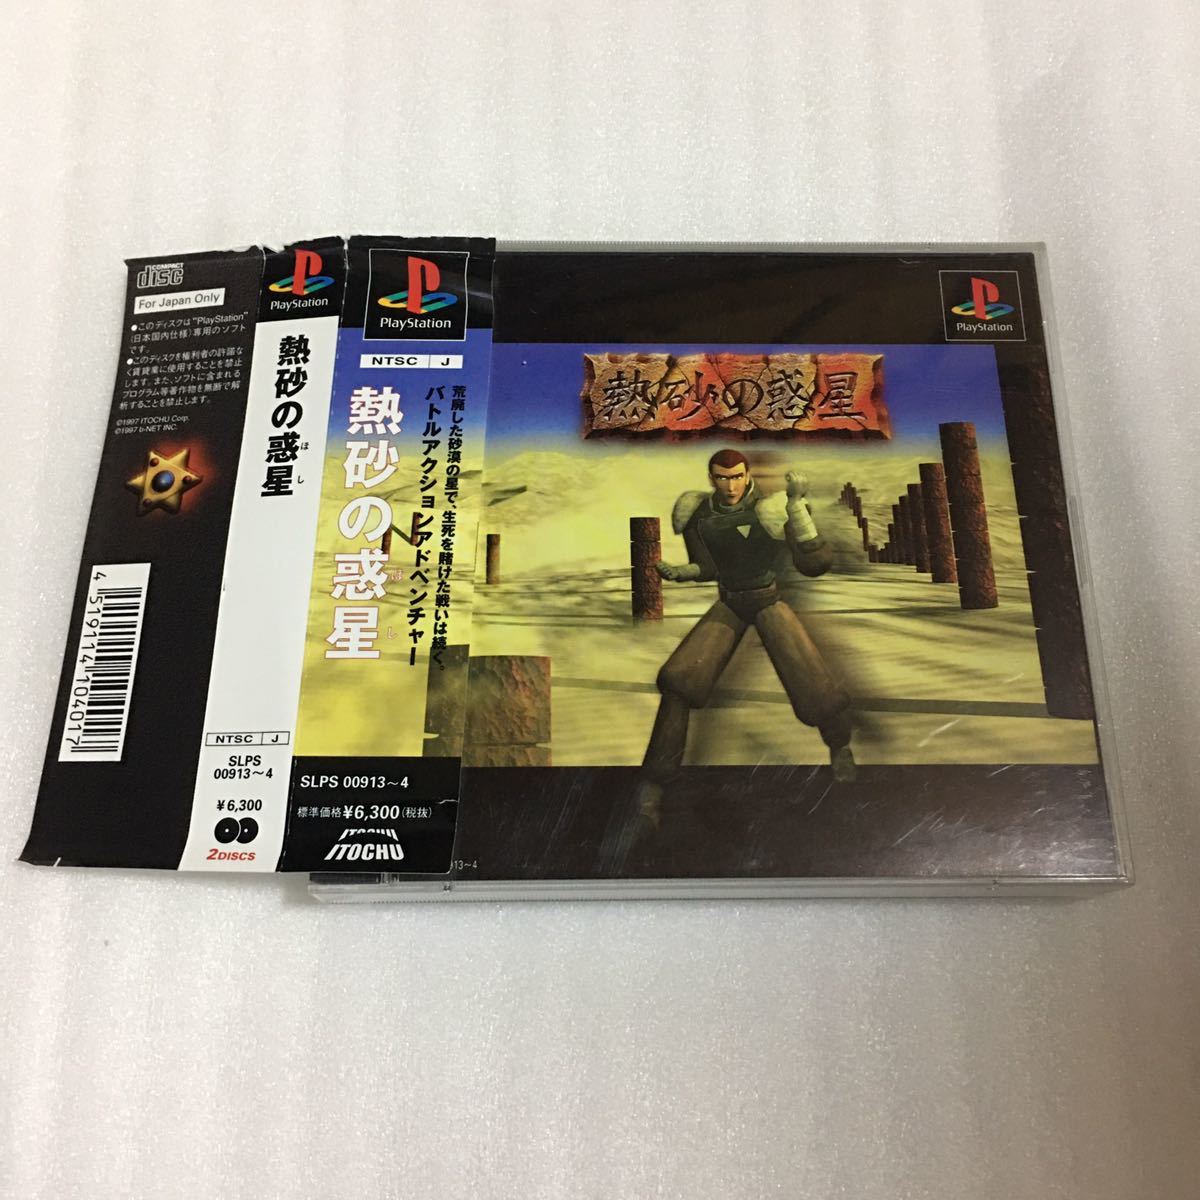 COMPACT
disc
For Japan Only
●このディスクは"PlayStation"
(日本国内仕様)専用のソフト
です。
●このディスクを権利者の許諾な
く賃貸業に使用することを禁止
します。また、ソフトに含まれる
プログラム等著作物を無断で解
析することを禁止します。
©1997 ITOCHU Corp.
©1997 b-NET INC.
4519114104017
PlayStation
熱砂の惑星
ほし
NTSC J
SLPS
00913~4
¥6,300
2DISCS
PlayStation
NTSC J
荒廃した砂漠の星で、生死を賭けた戦いは続く。
バトルアクションアドベンチャー
熱砂の惑星
ほし
SLPS 00913~4
標準価格¥6,300(税抜)
ITOCHU
ITOCHU
PlayStation
熱砂の惑星
913~4